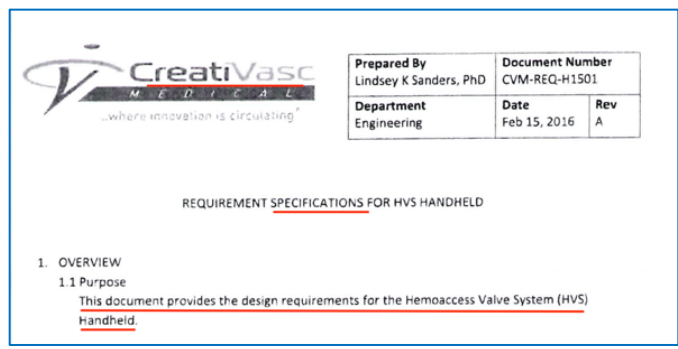 CreatiVasc
MEDICAL
...where innovation is circulating"
Prepared By
Lindsey K Sanders, PhD
Document Number
CVM-REQ-H1501
Department
Engineering
Date
Feb 15, 2016
Rev
A
REQUIREMENT SPECIFICATIONS FOR HVS HANDHELD
1. OVERVIEW
1.1 Purpose
This document provides the design requirements for the Hemoaccess Valve System (HVS)
Handheld.